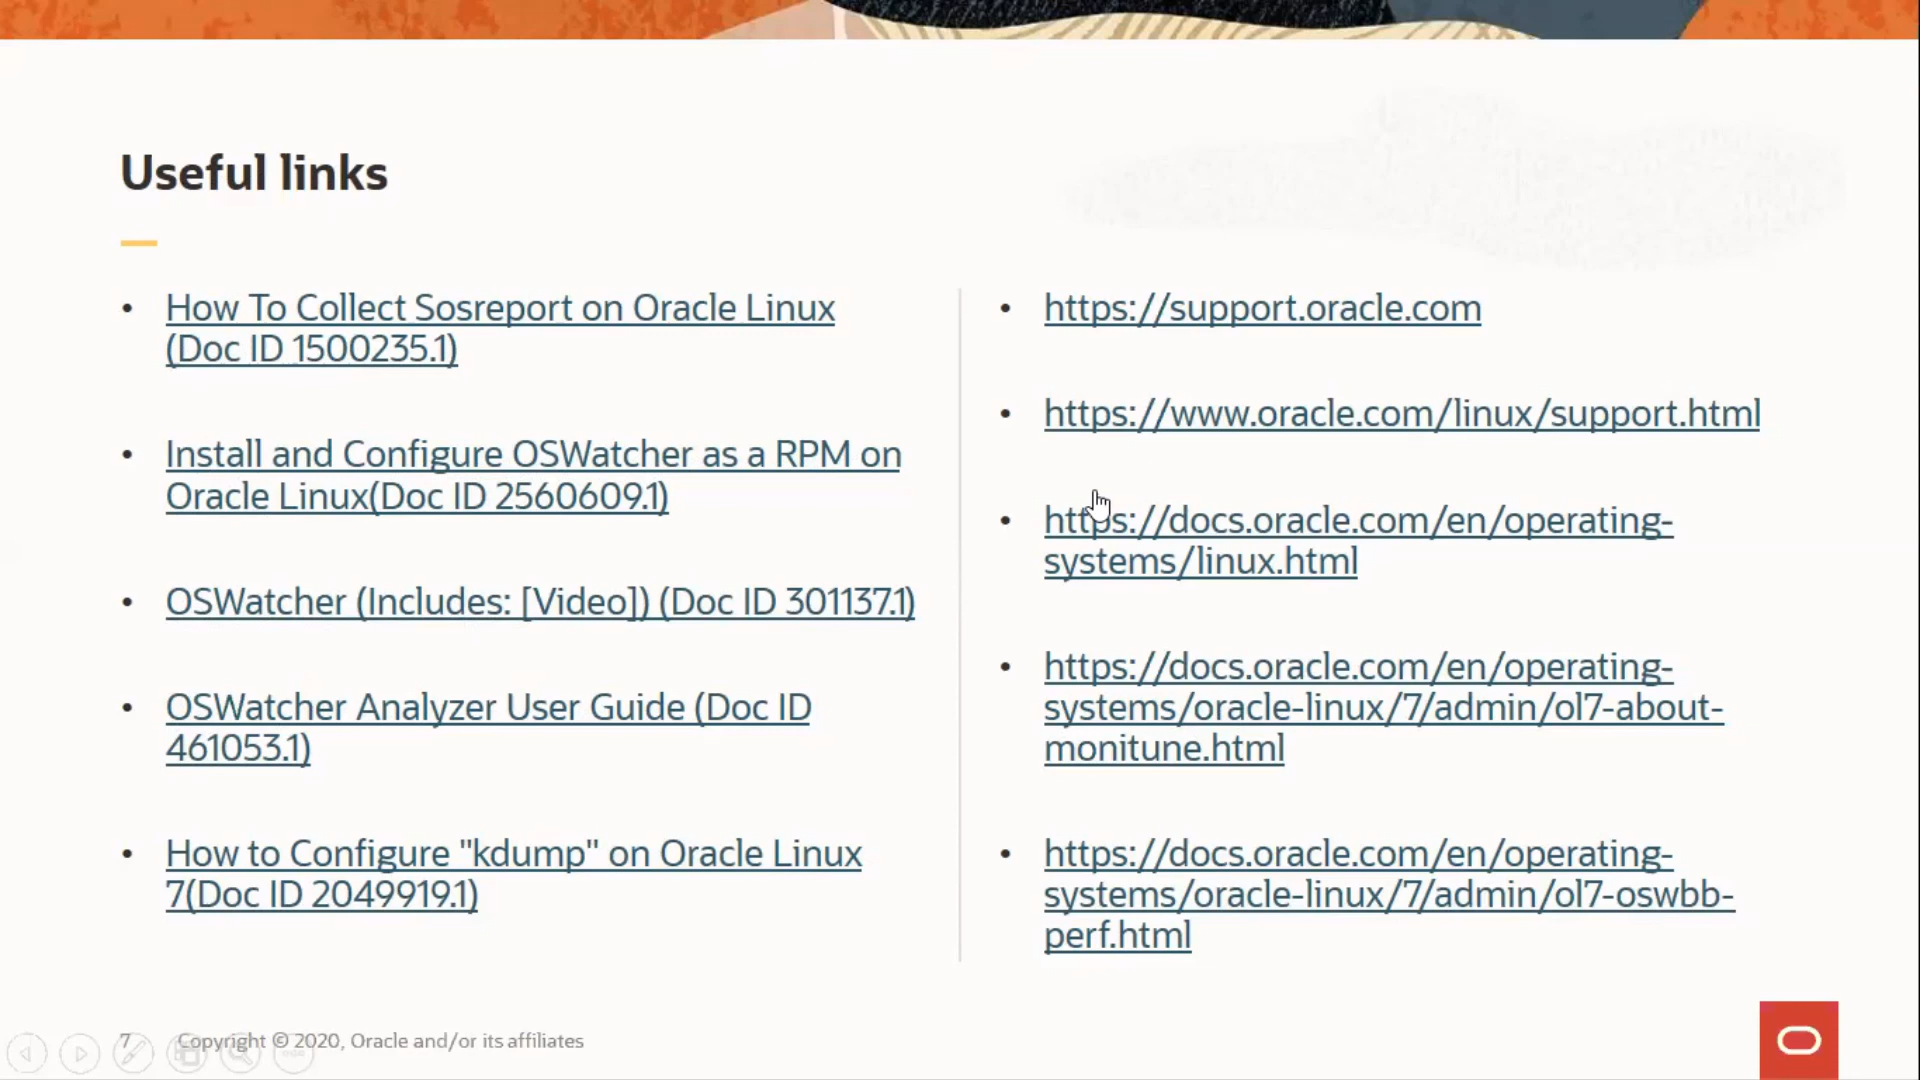 Useful links
• How To Collect Sosreport on Oracle Linux
(Doc ID 1500235.1)
• Install and Configure OSWatcher as a RPM on
Oracle Linux(Doc ID 2560609.1)
• OSWatcher (Includes: [Video]) (Doc ID 301137.1)
• OSWatcher Analyzer User Guide (Doc ID
461053.1)
• How to Configure "kdump" on Oracle Linux
7(Doc ID 2049919.1)
• https://support.oracle.com
• https://www.oracle.com/linux/support.html
• https://docs.oracle.com/en/operating-
systems/linux.html
• https://docs.oracle.com/en/operating-
systems/oracle-linux/7/admin/ol7-about-
monitune.html
• https://docs.oracle.com/en/operating-
systems/oracle-linux/7/admin/ol7-oswbb-
perf.html
7 Copyright © 2020, Oracle and/or its affiliates